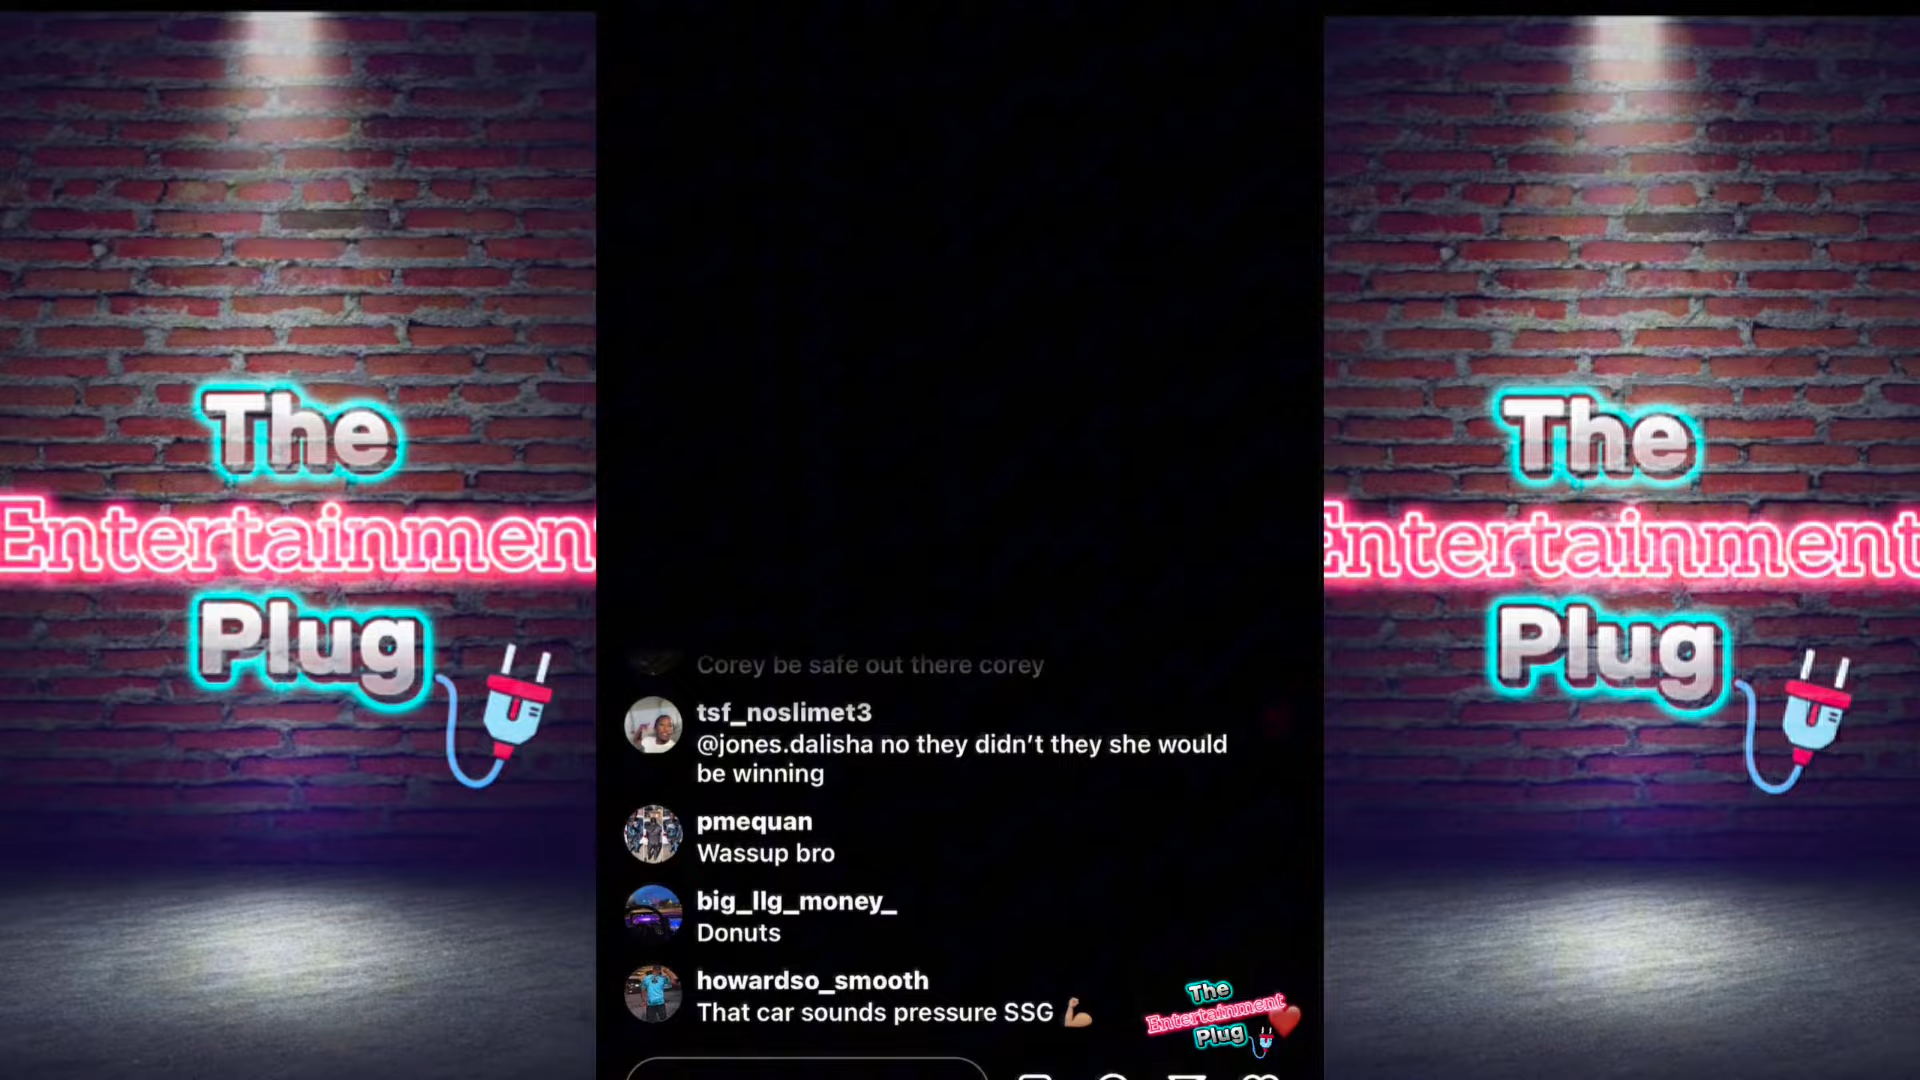 The
Entertainmen
Plug
Corey be safe out there corey
tsf_noslimet3
@jones.dalisha no they didn’t they she would
be winning
pmequan
Wassup bro
big_llg_money_
Donuts
howardso_smooth
That car sounds pressure SSG 💪🏽
The
Entertainment
Plug
The
Entertainment
Plug